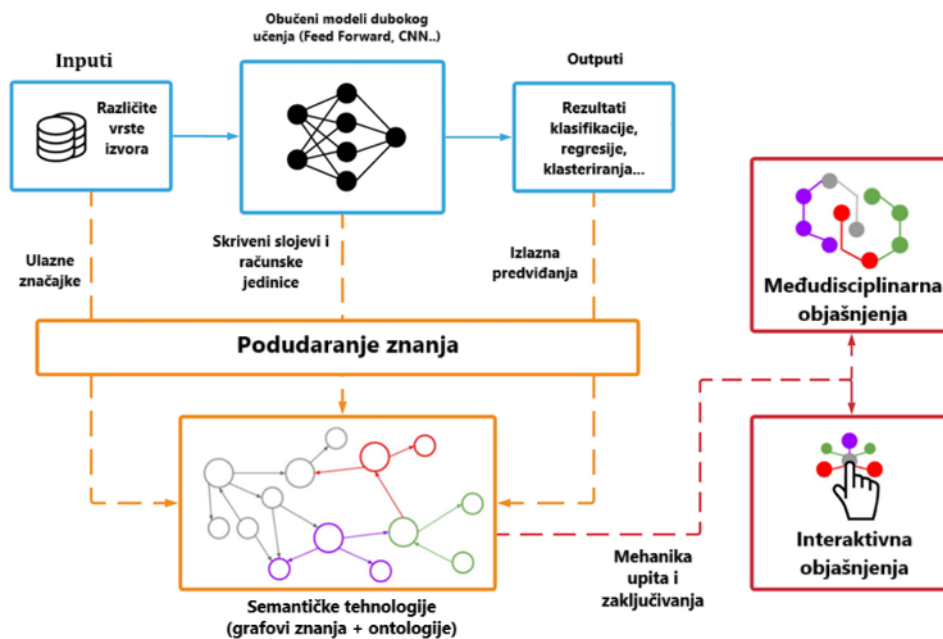 Obučeni modeli dubokog
učenja (Feed Forward, CNN..)
Inputi
Outputi
Različite
vrste
izvora
Rezultati
klasifikacije,
regresije,
klasteriranja...
Ulazne
značajke
Skriveni slojevi i
računske
jedinice
Izlazna
predviđanja
Podudaranje znanja
Međudisciplinarna
objašnjenja
Interaktivna
objašnjenja
Mehanika
upita i
zaključivanja
Semantičke tehnologije
(grafovi znanja + ontologije)